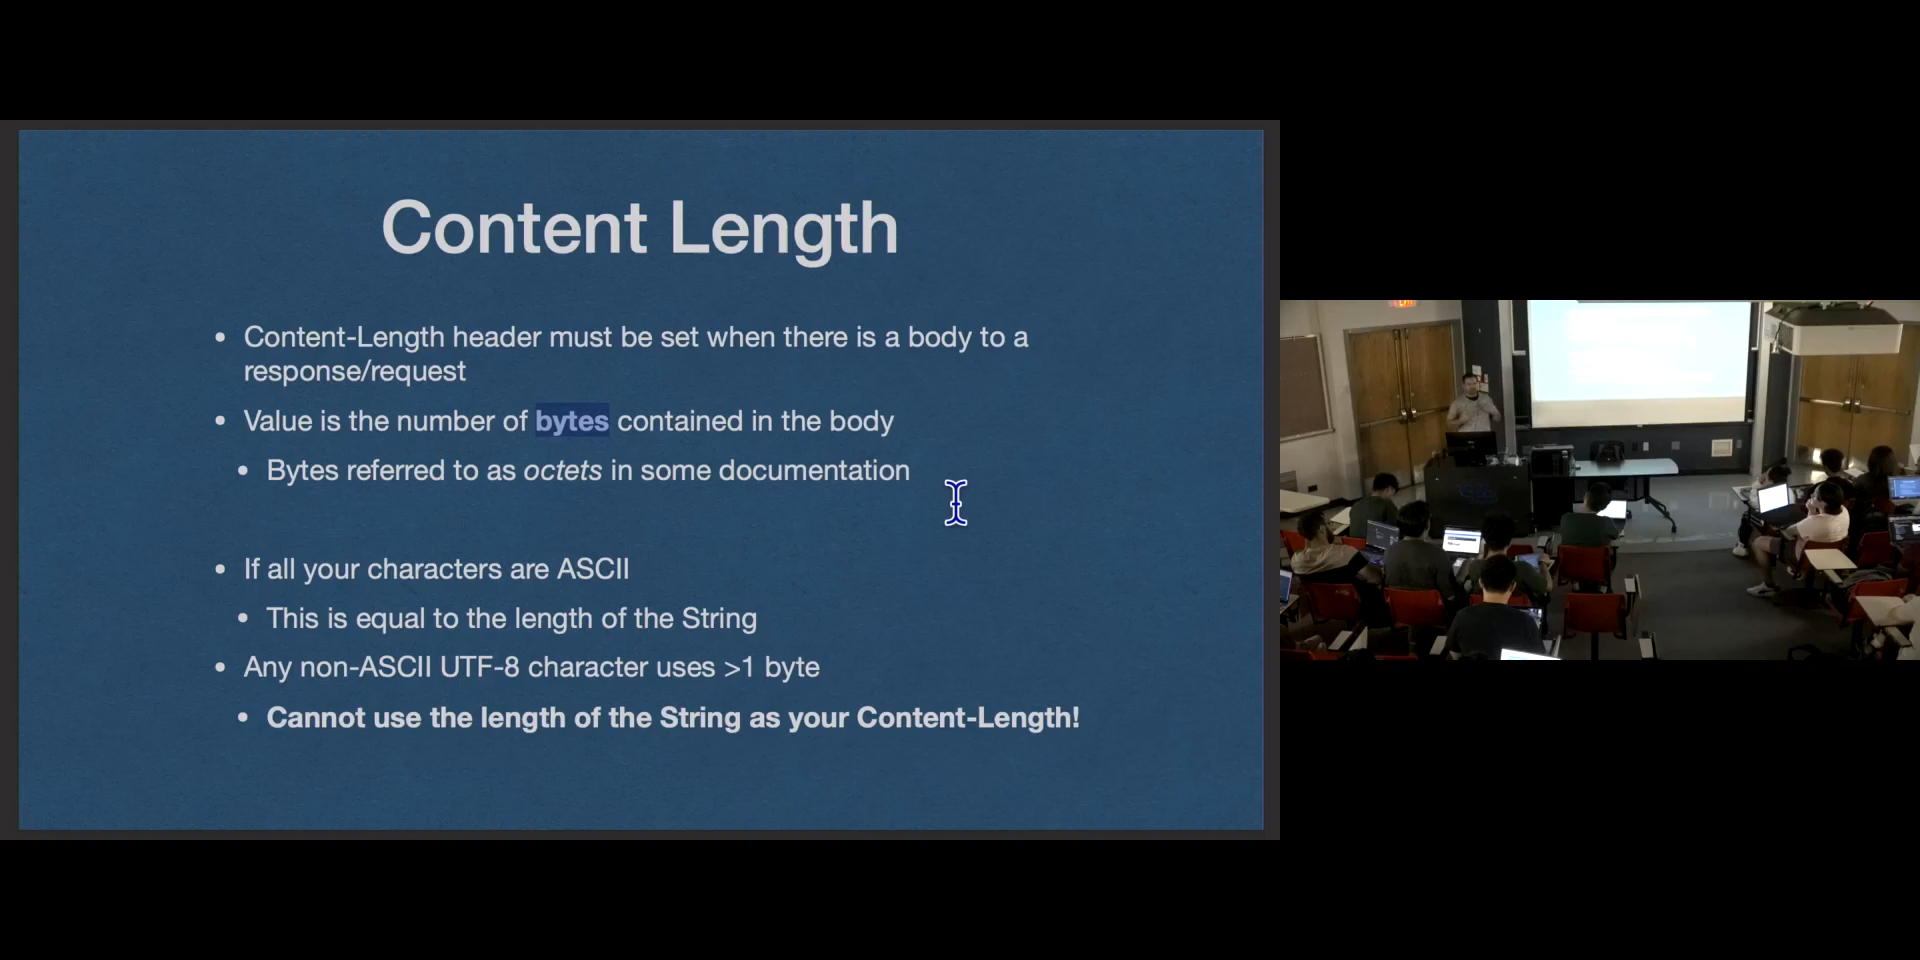 Content Length
• Content-Length header must be set when there is a body to a
response/request
• Value is the number of bytes contained in the body
• Bytes referred to as octets in some documentation
• If all your characters are ASCII
• This is equal to the length of the String
• Any non-ASCII UTF-8 character uses >1 byte
• Cannot use the length of the String as your Content-Length!